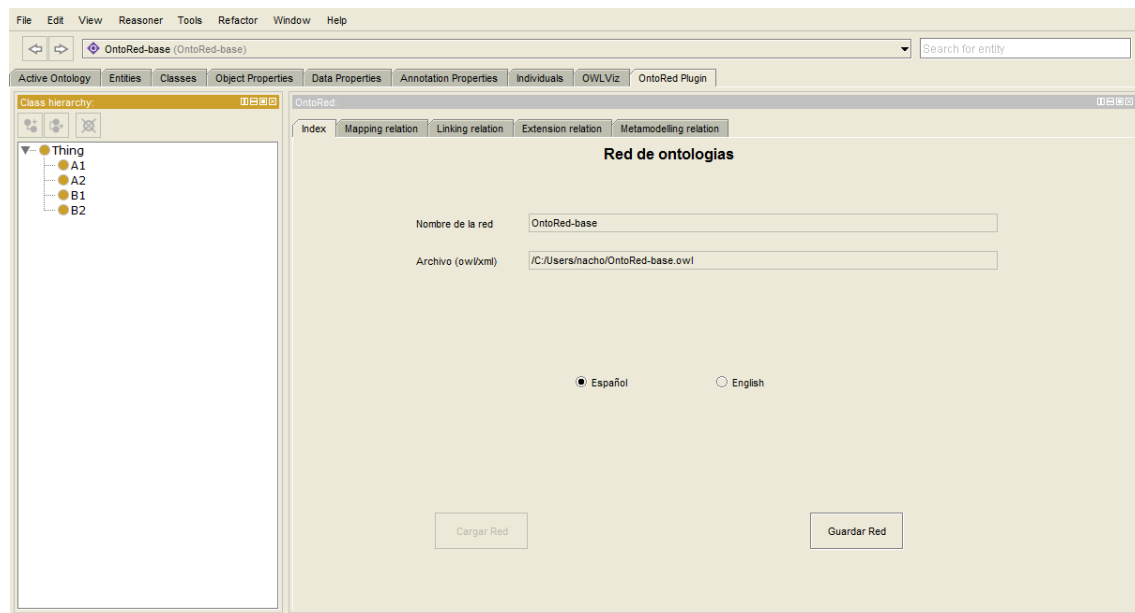 File Edit View Reasoner Tools Refactor Window Help
OntoRed-base (OntoRed-base) Search for entity
Active Ontology Entities Classes Object Properties Data Properties Annotation Properties Individuals OWLViz OntoRed Plugin
Class hierarchy: OntoRed:
Index Mapping relation Linking relation Extension relation Metamodelling relation
Thing
A1
A2
B1
B2
Red de ontologias
Nombre de la red OntoRed-base
Archivo (owl/xml) /C:/Users/nacho/OntoRed-base.owl
Español English
Cargar Red Guardar Red